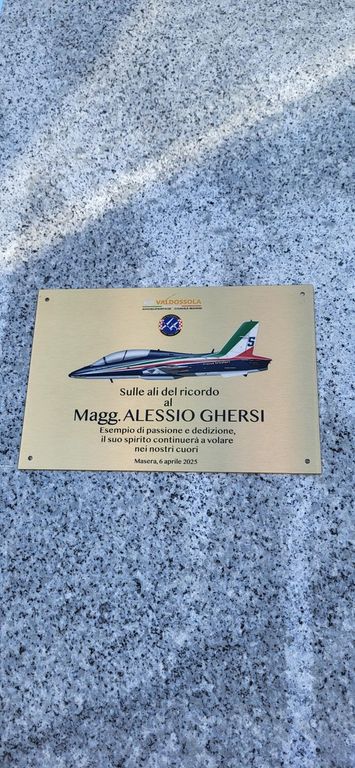 VALDOSSOLA
5
Sulle ali del ricordo
al
Magg. ALESSIO GHERSI
Esempio di passione e dedizione,
il suo spirito continuerà a volare
nei nostri cuori
Masera, 6 aprile 2025